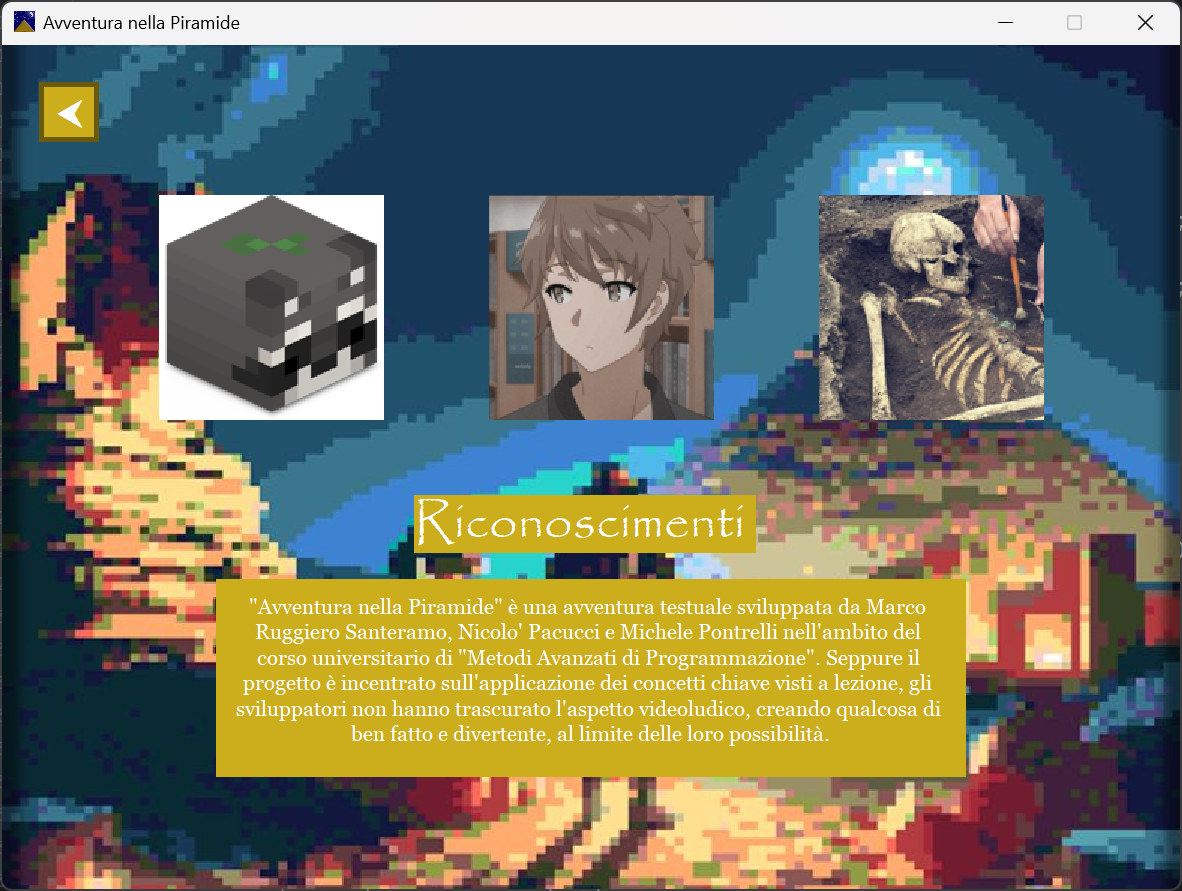 Avventura nella Piramide
Riconoscimenti
"Avventura nella Piramide" è una avventura testuale sviluppata da Marco
Ruggiero Santeramo, Nicolo' Pacucci e Michele Pontrelli nell'ambito del
corso universitario di "Metodi Avanzati di Programmazione". Seppure il
progetto è incentrato sull'applicazione dei concetti chiave visti a lezione, gli
sviluppatori non hanno trascurato l'aspetto videoludico, creando qualcosa di
ben fatto e divertente, al limite delle loro possibilità.